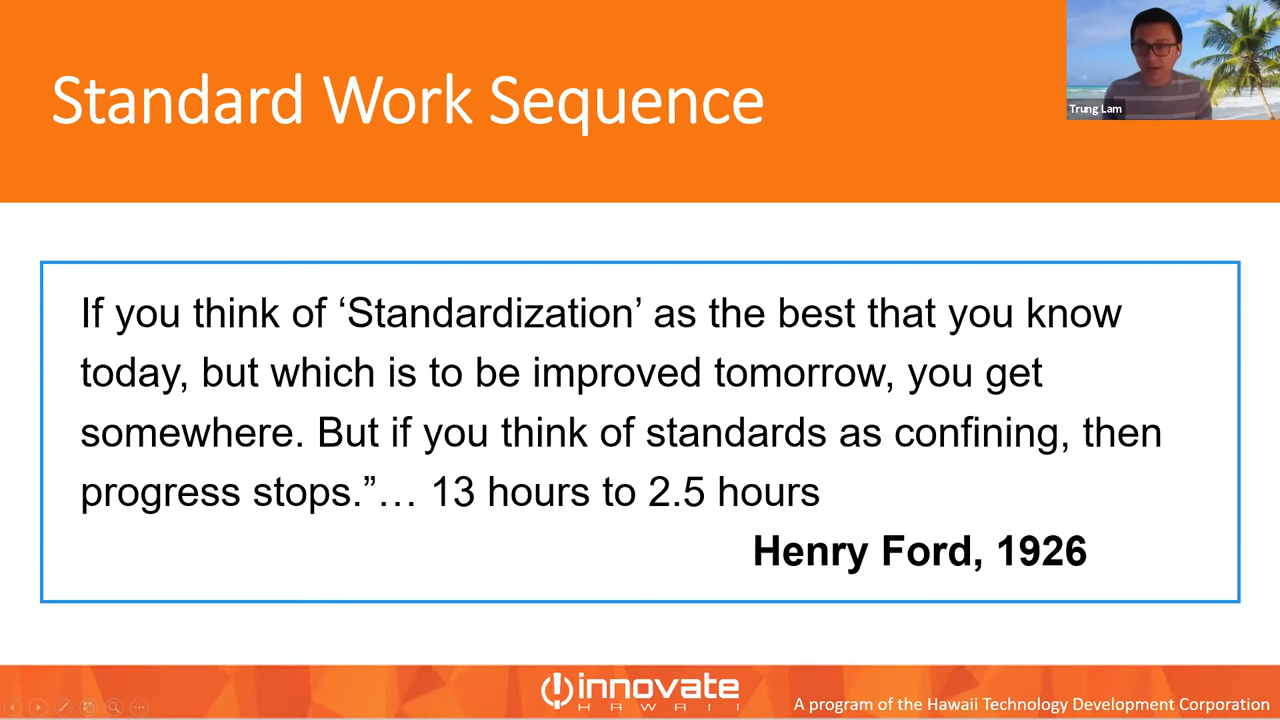 Standard Work Sequence
Trung Lam
If you think of ‘Standardization’ as the best that you know
today, but which is to be improved tomorrow, you get
somewhere. But if you think of standards as confining, then
progress stops.”… 13 hours to 2.5 hours
Henry Ford, 1926
innovate
HAWAII
A program of the Hawaii Technology Development Corporation